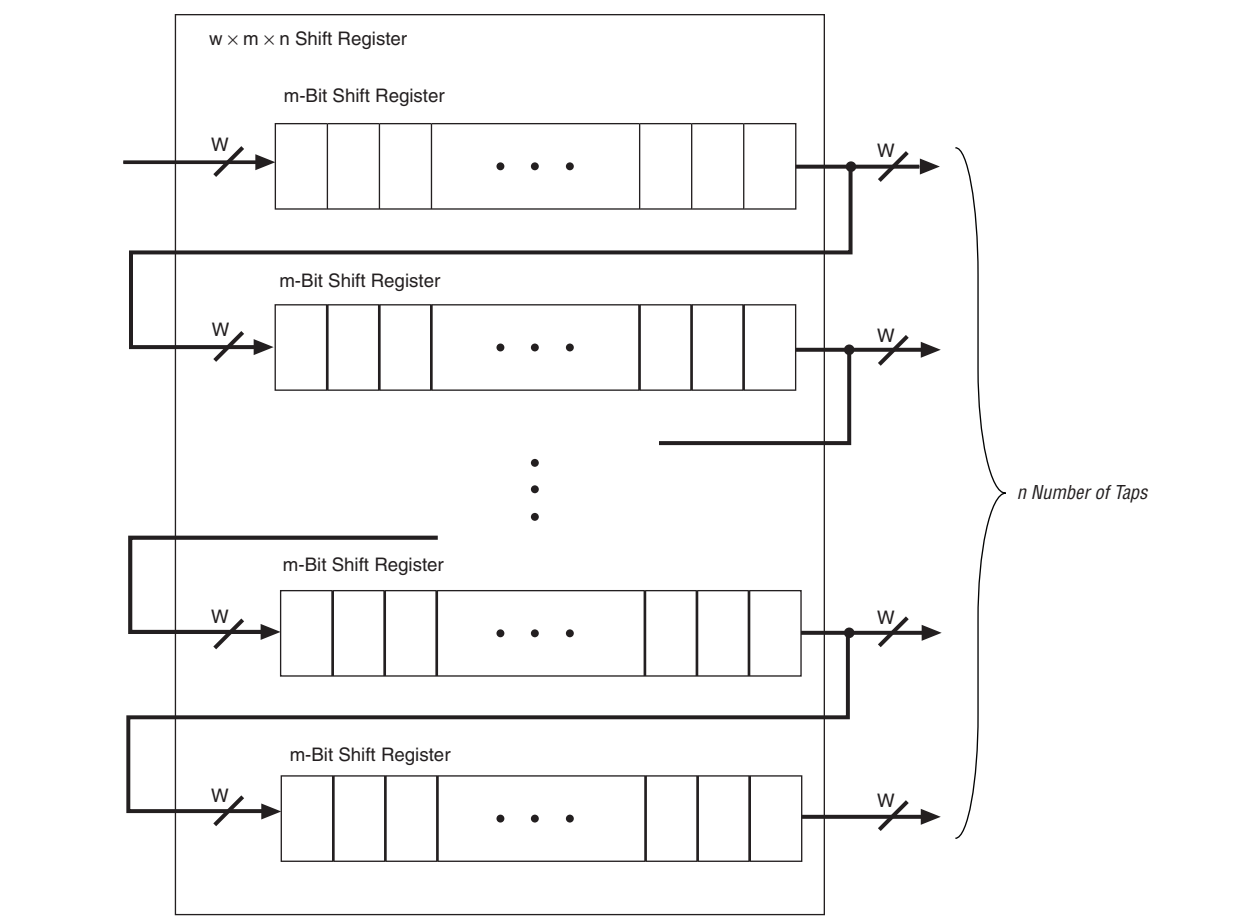 w × m × n Shift Register
m-Bit Shift Register
W
W
m-Bit Shift Register
W
W
n Number of Taps
m-Bit Shift Register
W
W
m-Bit Shift Register
W
W